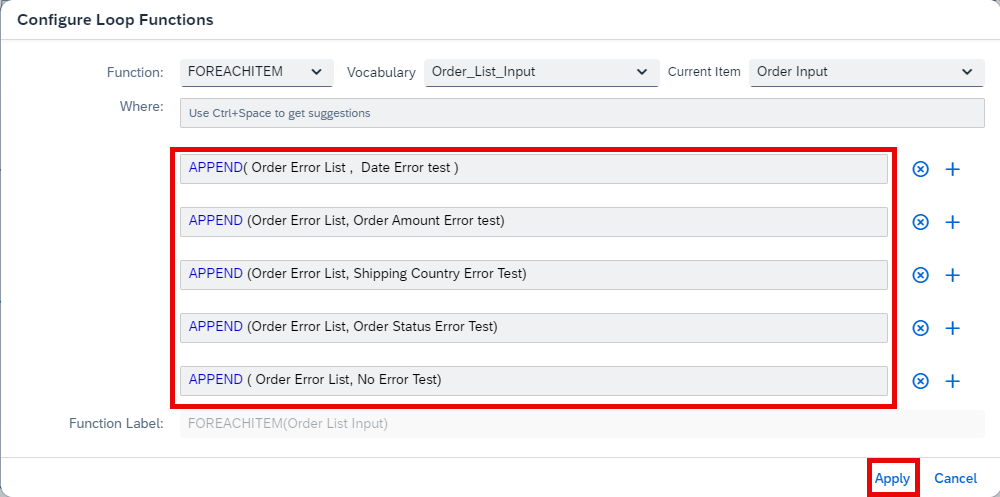 Configure Loop Functions
Function: FOREACHITEM Vocabulary Order_List_Input Current Item Order Input
Where: Use Ctrl+Space to get suggestions
APPEND( Order Error List ,  Date Error test )
APPEND (Order Error List, Order Amount Error test)
APPEND (Order Error List, Shipping Country Error Test)
APPEND (Order Error List, Order Status Error Test)
APPEND ( Order Error List, No Error Test)
Function Label: FOREACHITEM(Order List Input)
Apply Cancel